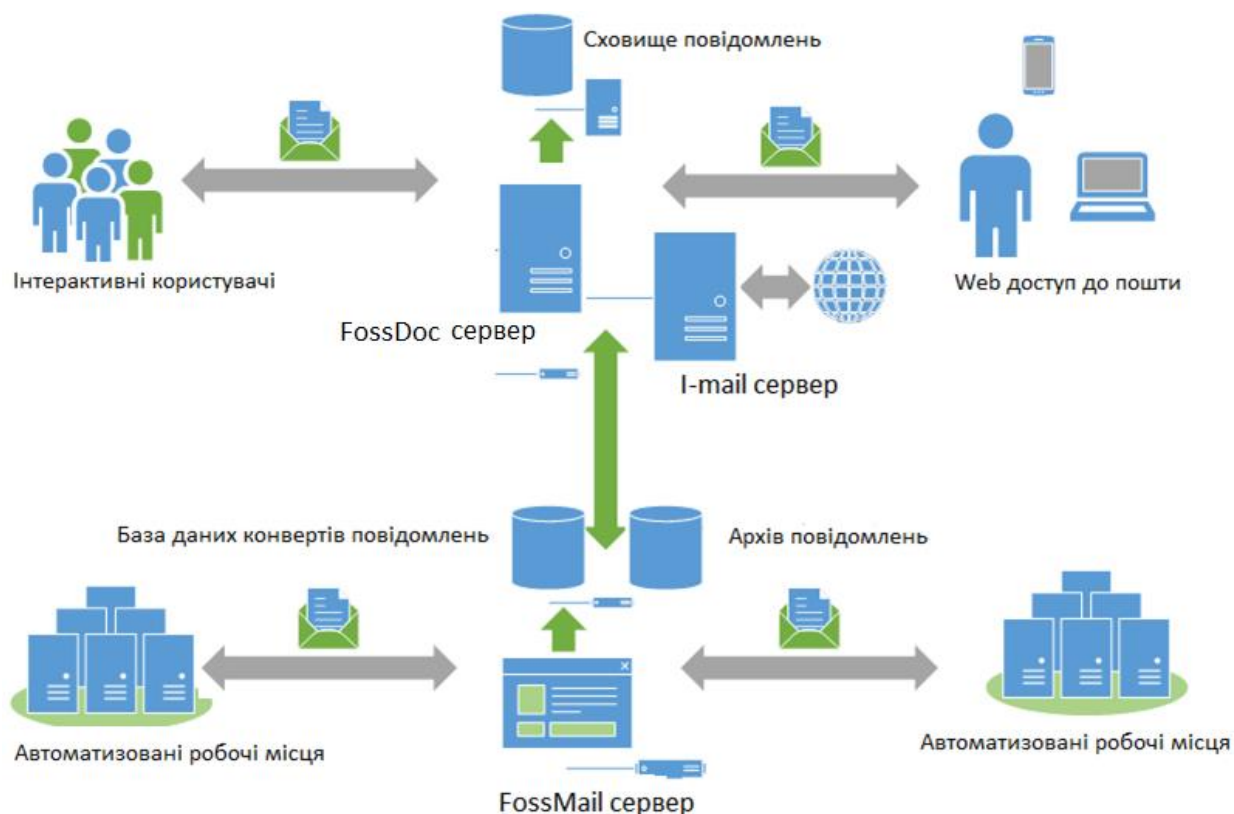 Сховище повідомлень
Інтерактивні користувачі
Web доступ до пошти
FossDoc сервер
I-mail сервер
База даних конвертів повідомлень
Архів повідомлень
Автоматизовані робочі місця
Автоматизовані робочі місця
FossMail сервер